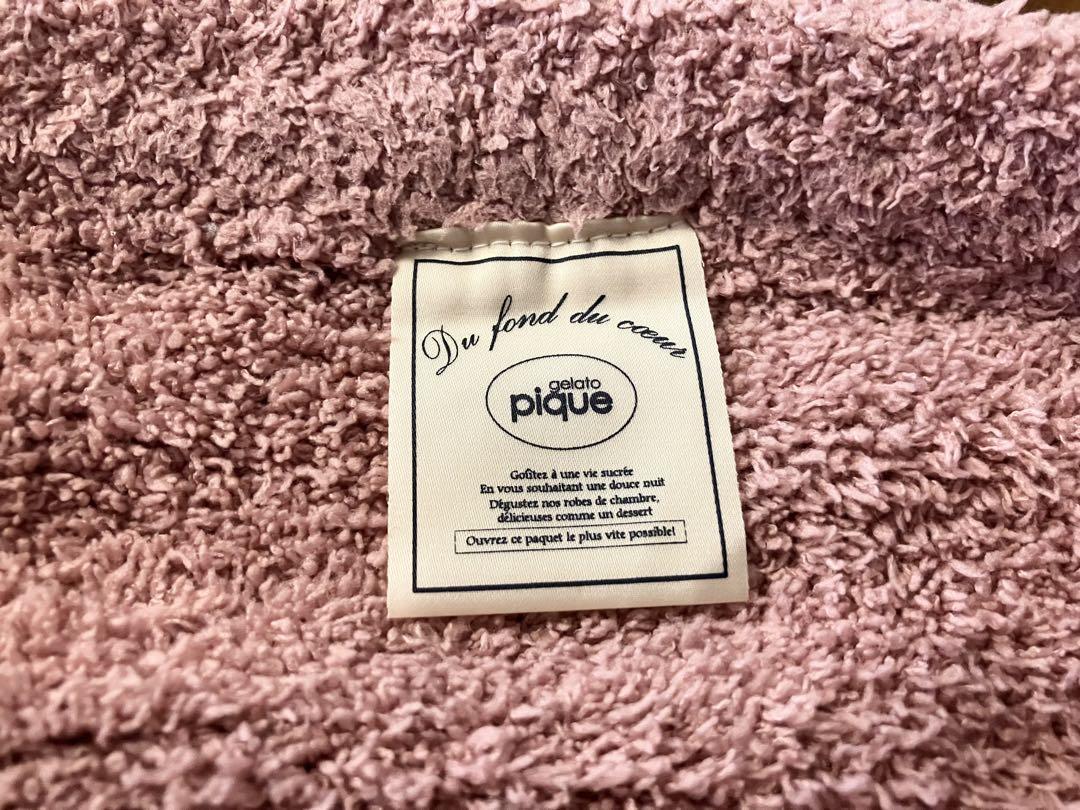 Du fond du cœur
gelato
pique
Goûtez à une vie sucrée
En vous souhaitant une douce nuit
Dégustez nos robes de chambre,
délicieuses comme un dessert
Ouvrez ce paquet le plus vite possible!